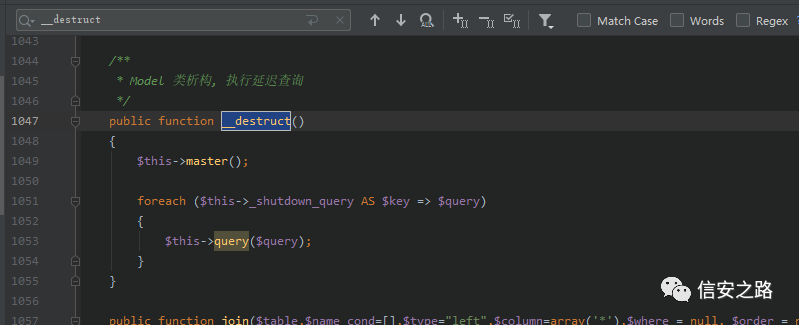 __destruct
Match Case
Words
Regex
?
1043
1044 /**
1045 * Model 类析构, 执行延迟查询
1046 */
1047 public function __destruct()
1048 {
1049 $this->master();
1050
1051 foreach ($this->_shutdown_query AS $key => $query)
1052 {
1053 $this->query($query);
1054 }
1055 }
1056
1057 public function join($table,$name,cond=[],$type="left",$column=array('*'),$where = null, $order =
信安之路